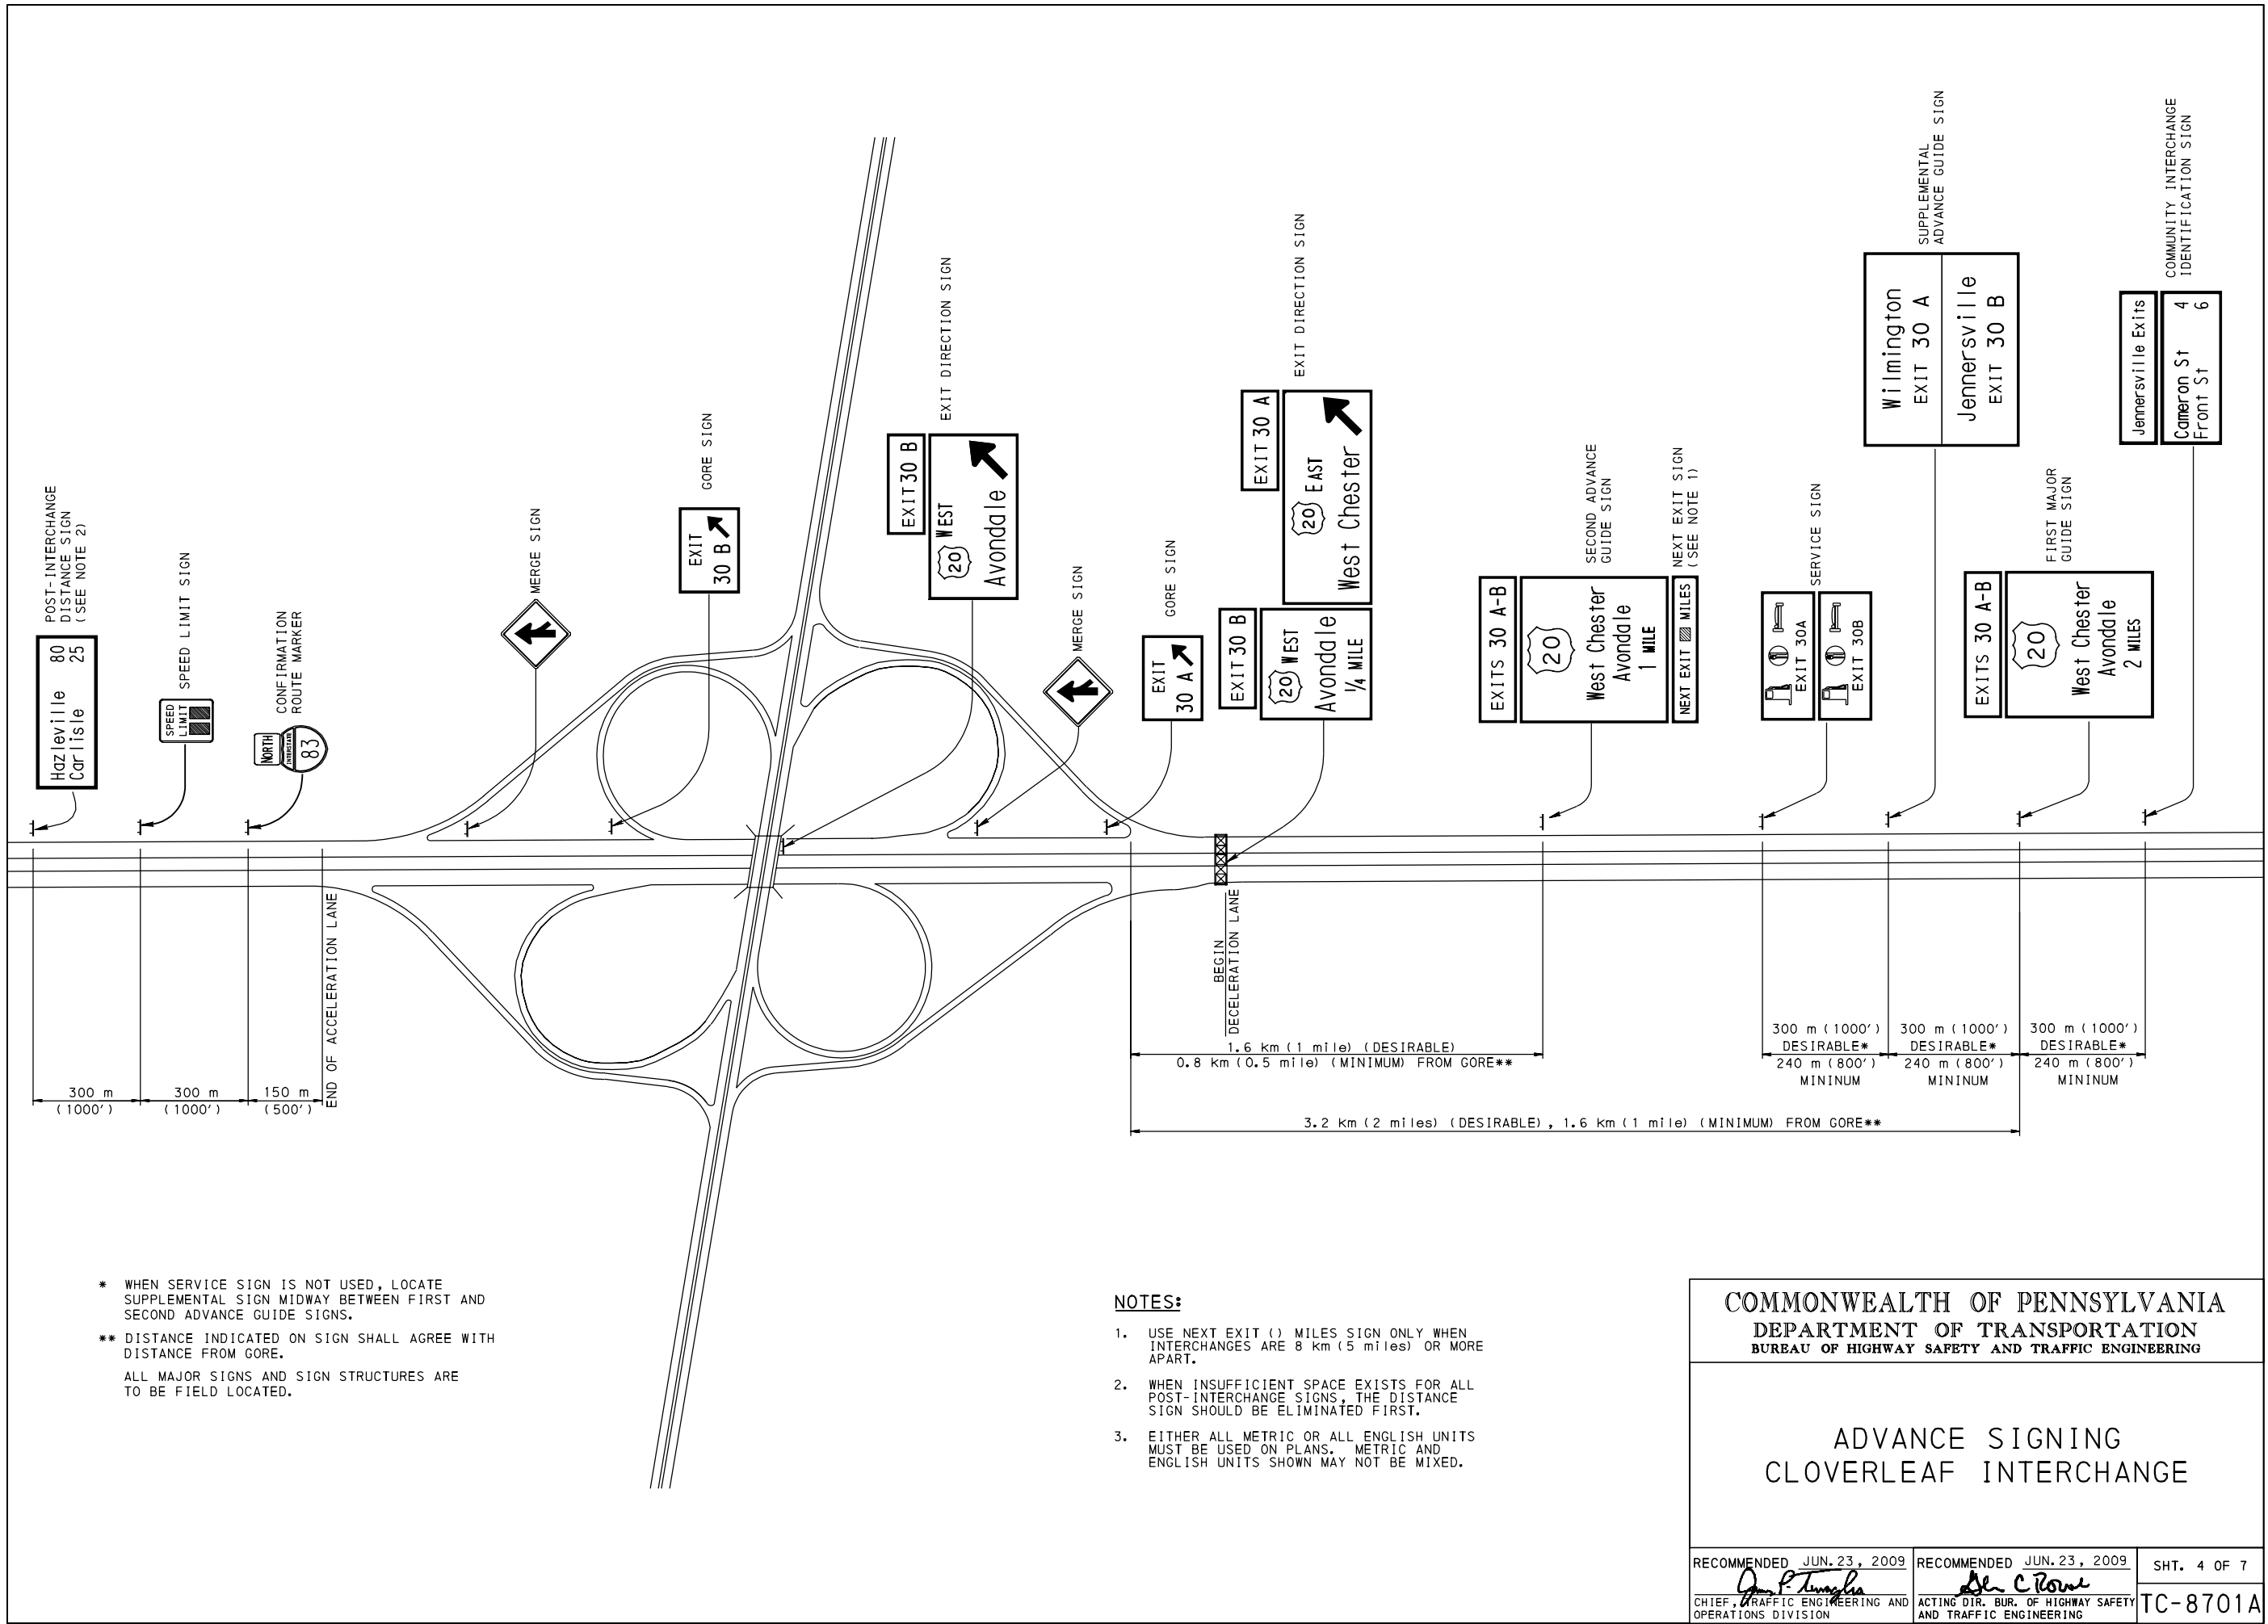 POST-INTERCHANGE
DISTANCE SIGN
(SEE NOTE 2)
Hazleville 80
Carlisle 25
SPEED LIMIT SIGN
SPEED
LIMIT
CONFIRMATION
ROUTE MARKER
NORTH
INTERSTATE
83
MERGE SIGN
GORE SIGN
EXIT
30 B
EXIT DIRECTION SIGN
EXIT 30 B
20 WEST
Avondale
MERGE SIGN
GORE SIGN
EXIT
30 A
EXIT DIRECTION SIGN
EXIT 30 A
20 EAST
West Chester
EXIT 30 B
20 WEST
Avondale
1/4 MILE
SECOND ADVANCE
GUIDE SIGN
EXITS 30 A-B
20
West Chester
Avondale
1 MILE
NEXT EXIT SIGN
(SEE NOTE 1)
NEXT EXIT MILES
SERVICE SIGN
EXIT 30A
EXIT 30B
SUPPLEMENTAL
ADVANCE GUIDE SIGN
Wilmington
EXIT 30 A
Jennersville
EXIT 30 B
FIRST MAJOR
GUIDE SIGN
EXITS 30 A-B
20
West Chester
Avondale
2 MILES
COMMUNITY INTERCHANGE
IDENTIFICATION SIGN
Jennersville Exits
Cameron St 4
Front St 6
300 m
(1000')
300 m
(1000')
150 m
(500')
END OF ACCELERATION LANE
BEGIN
DECELERATION LANE
1.6 km (1 mile) (DESIRABLE)
0.8 km (0.5 mile) (MINIMUM) FROM GORE**
300 m (1000')
DESIRABLE*
240 m (800')
MININUM
300 m (1000')
DESIRABLE*
240 m (800')
MININUM
300 m (1000')
DESIRABLE*
240 m (800')
MININUM
3.2 km (2 miles) (DESIRABLE), 1.6 km (1 mile) (MINIMUM) FROM GORE**
* WHEN SERVICE SIGN IS NOT USED, LOCATE
SUPPLEMENTAL SIGN MIDWAY BETWEEN FIRST AND
SECOND ADVANCE GUIDE SIGNS.
** DISTANCE INDICATED ON SIGN SHALL AGREE WITH
DISTANCE FROM GORE.
ALL MAJOR SIGNS AND SIGN STRUCTURES ARE
TO BE FIELD LOCATED.
NOTES:
1. USE NEXT EXIT () MILES SIGN ONLY WHEN
INTERCHANGES ARE 8 km (5 miles) OR MORE
APART.
2. WHEN INSUFFICIENT SPACE EXISTS FOR ALL
POST-INTERCHANGE SIGNS, THE DISTANCE
SIGN SHOULD BE ELIMINATED FIRST.
3. EITHER ALL METRIC OR ALL ENGLISH UNITS
MUST BE USED ON PLANS. METRIC AND
ENGLISH UNITS SHOWN MAY NOT BE MIXED.
COMMONWEALTH OF PENNSYLVANIA
DEPARTMENT OF TRANSPORTATION
BUREAU OF HIGHWAY SAFETY AND TRAFFIC ENGINEERING
ADVANCE SIGNING
CLOVERLEAF INTERCHANGE
RECOMMENDED JUN.23, 2009
CHIEF, TRAFFIC ENGINEERING AND
OPERATIONS DIVISION
RECOMMENDED JUN.23, 2009
ACTING DIR. BUR. OF HIGHWAY SAFETY
AND TRAFFIC ENGINEERING
SHT. 4 OF 7
TC-8701A